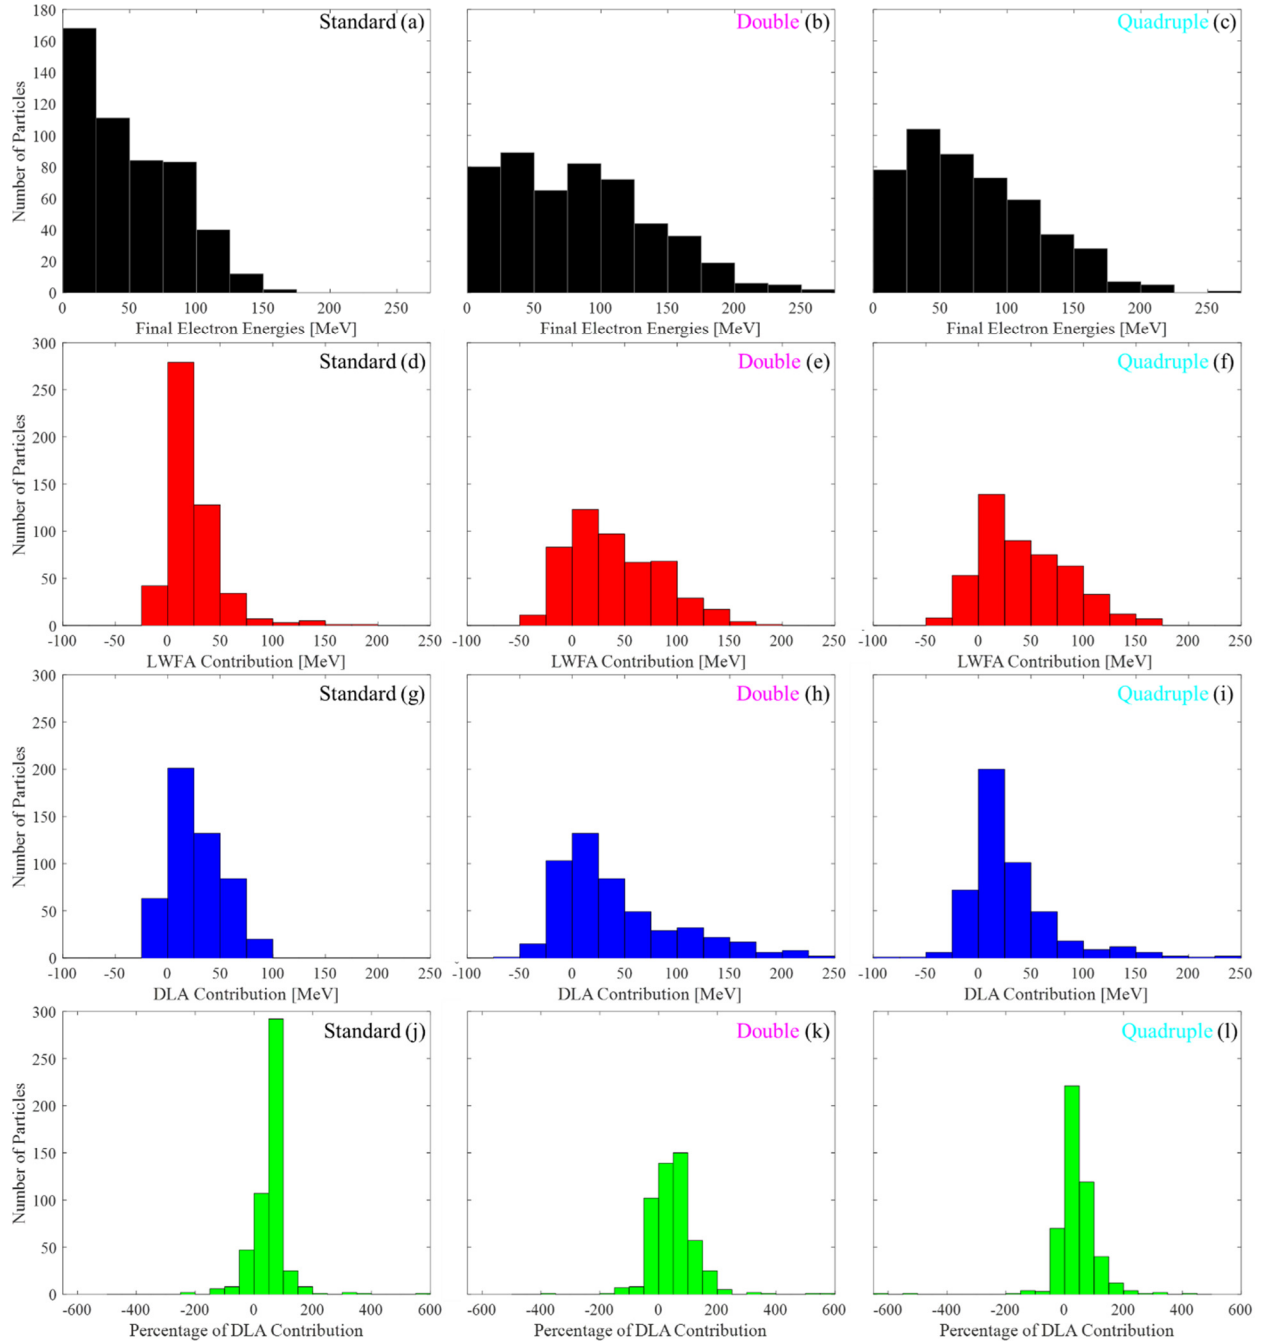 Standard (a)
Double (b)
Quadruple (c)
180
160
140
120
100
80
60
40
20
0
Number of Particles
0 50 100 150 200 250
50 100 150 200 250
0 50 100 150 200 250
Final Electron Energies [MeV]
Final Electron Energies [MeV]
Final Electron Energies [MeV]
Standard (d)
Double (e)
Quadruple (f)
300
250
200
150
100
50
0
Number of Particles
-100 -50 0 50 100 150 200 250
-100 -50 0 50 100 150 200 250
-50 0 50 100 150 200 250
LWFA Contribution [MeV]
LWFA Contribution [MeV]
LWFA Contribution [MeV]
Standard (g)
Double (h)
Quadruple (i)
300
250
200
150
100
50
0
Number of Particles
-100 -50 0 50 100 150 200 250
-100 -50 0 50 100 150 200 250
-100 -50 0 50 100 150 200 250
DLA Contribution [MeV]
DLA Contribution [MeV]
DLA Contribution [MeV]
Standard (j)
Double (k)
Quadruple (l)
300
250
200
150
100
50
0
Number of Particles
-600 -400 -200 0 200 400 600
-600 -400 -200 0 200 400 600
-600 -400 -200 0 200 400 600
Percentage of DLA Contribution
Percentage of DLA Contribution
Percentage of DLA Contribution